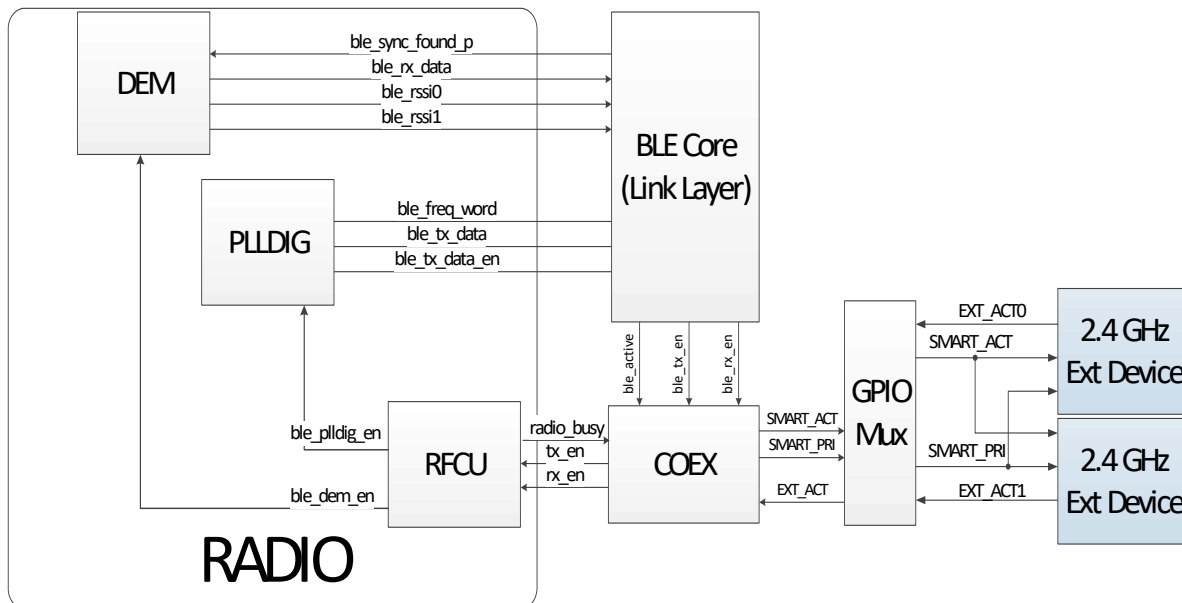 DEM
ble_sync_found_p
ble_rx_data
ble_rssi0
ble_rssi1
BLE Core
(Link Layer)
PLLDIG
ble_freq_word
ble_tx_data
ble_tx_data_en
ble_active
ble_tx_en
ble_rx_en
EXT_ACT0
SMART_ACT
2.4 GHz
Ext Device
GPIO
Mux
SMART_PRI
EXT_ACT1
2.4 GHz
Ext Device
ble_plldig_en
ble_dem_en
RFCU
radio_busy
tx_en
rx_en
COEX
SMART_ACT
SMART_PRI
EXT_ACT
RADIO